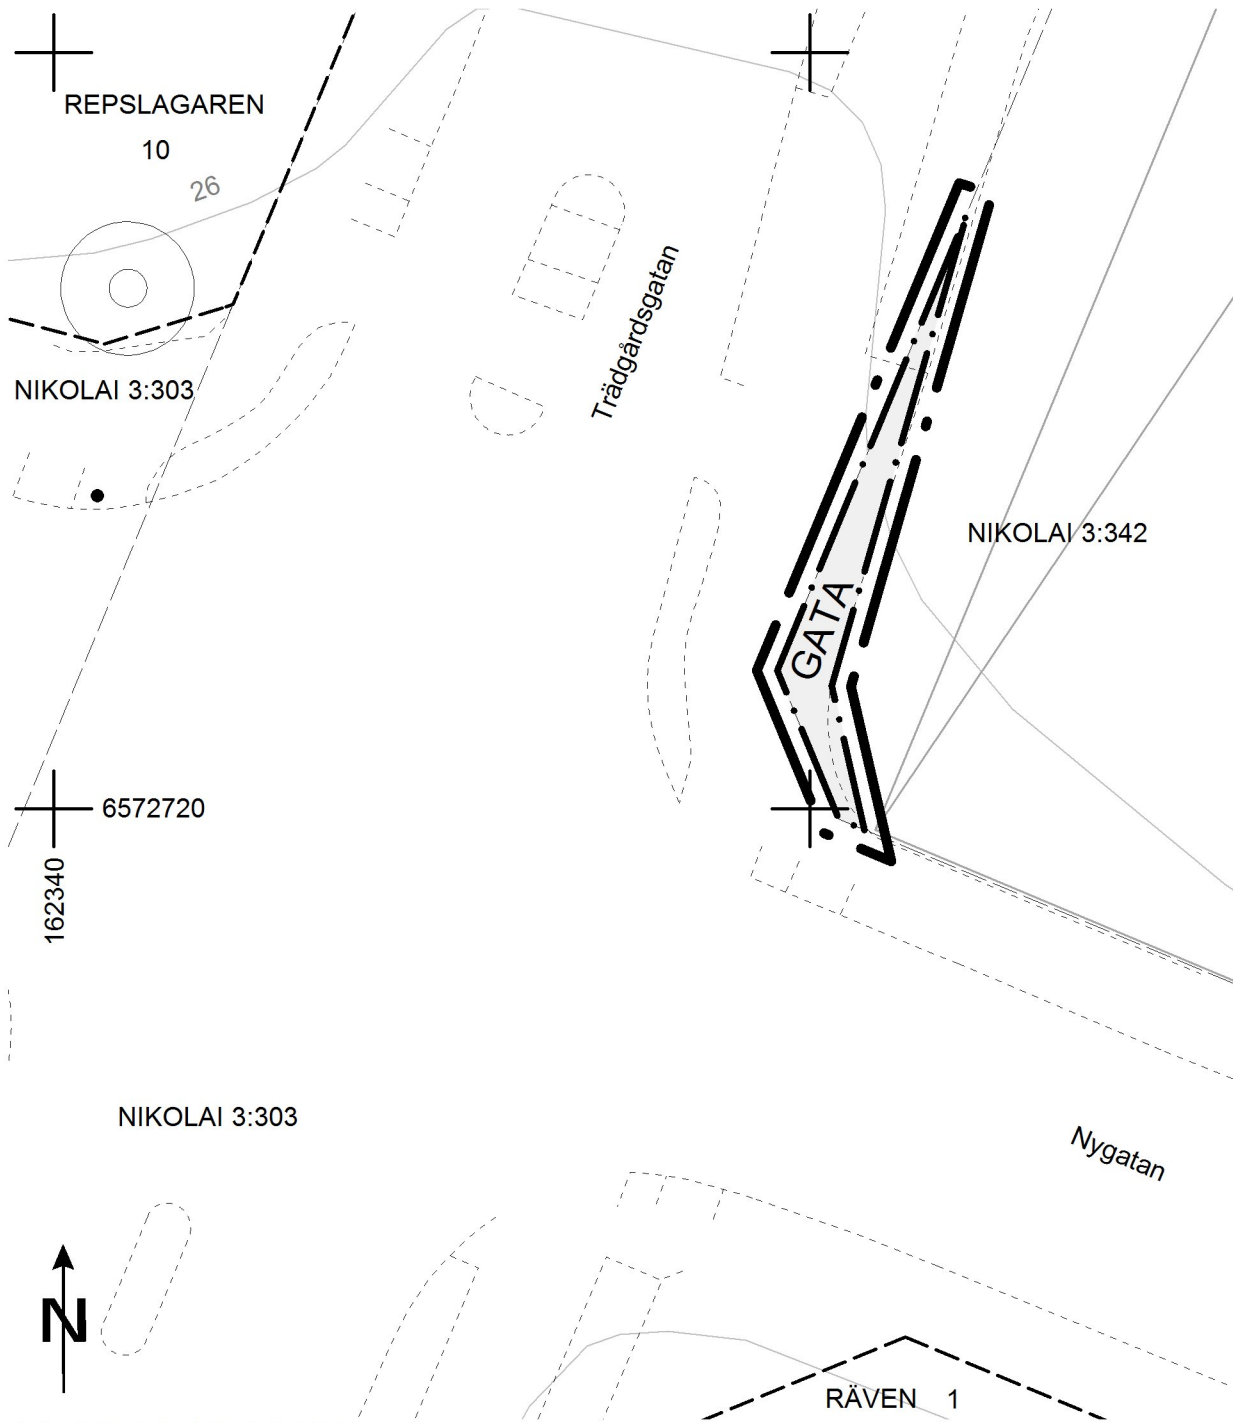 REPSLAGAREN
10
26
Trädgårdsgatan
NIKOLAI 3:303
NIKOLAI 3:342
GATA
6572720
162340
NIKOLAI 3:303
Nygatan
N
RÄVEN 1